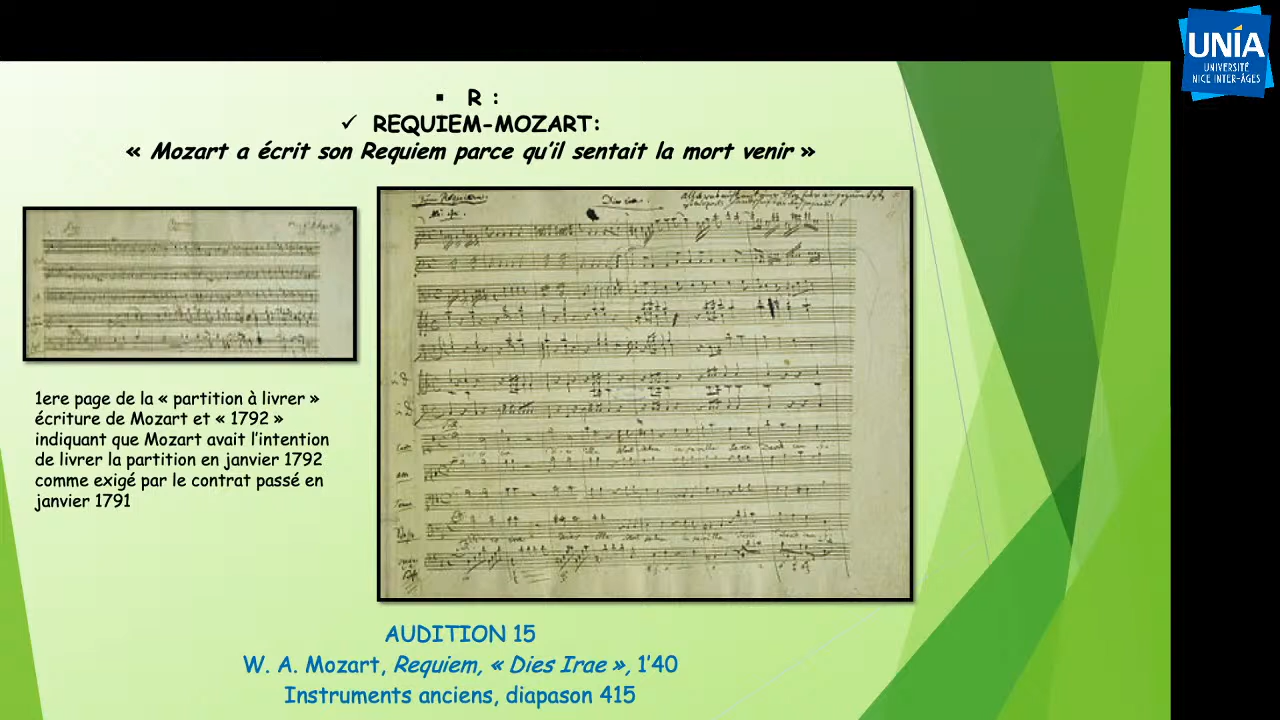 UNÍA
UNIVERSITÉ
NICE INTER-ÂGES
▪ R :
✓ REQUIEM-MOZART:
« Mozart a écrit son Requiem parce qu'il sentait la mort venir »
1ere page de la « partition à livrer »
écriture de Mozart et « 1792 »
indiquant que Mozart avait l'intention
de livrer la partition en janvier 1792
comme exigé par le contrat passé en
janvier 1791
AUDITION 15
W. A. Mozart, Requiem, « Dies Irae », 1'40
Instruments anciens, diapason 415